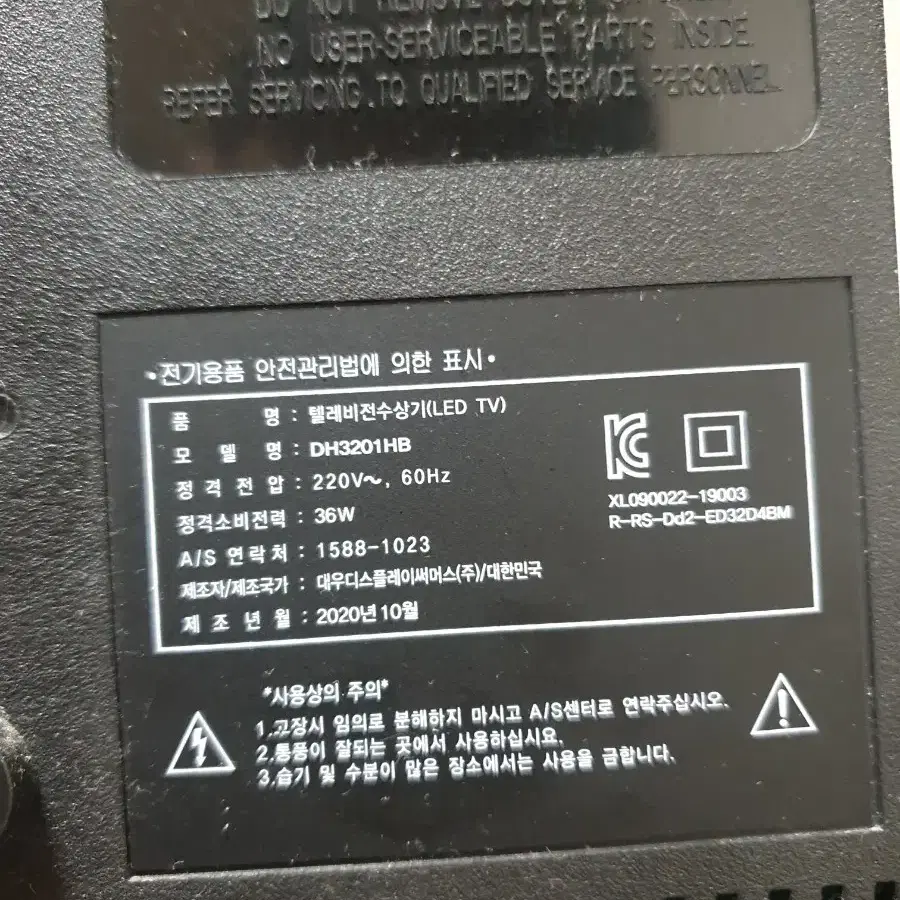 DO NOT REMOVE
NO USER-SERVICEABLE PARTS INSIDE.
REFER SERVICING TO QUALIFIED SERVICE PERSONNEL.
•전기용품 안전관리법에 의한 표시•
품 명 : 텔레비전수상기(LED TV)
모 델 명 : DH3201HB
정 격 전 압 : 220V~, 60Hz
정격소비전력 : 36W
A/S 연락처 : 1588-1023
제조자/제조국가 : 대우디스플레이써머스(주)/대한민국
제 조 년 월 : 2020년10월
XL090022-19003
R-RS-Dd2-ED32D4BM
*사용상의 주의*
1.고장시 임의로 분해하지 마시고 A/S센터로 연락주십시오.
2.통풍이 잘되는 곳에서 사용하십시요.
3.습기 및 수분이 많은 장소에서는 사용을 금합니다.